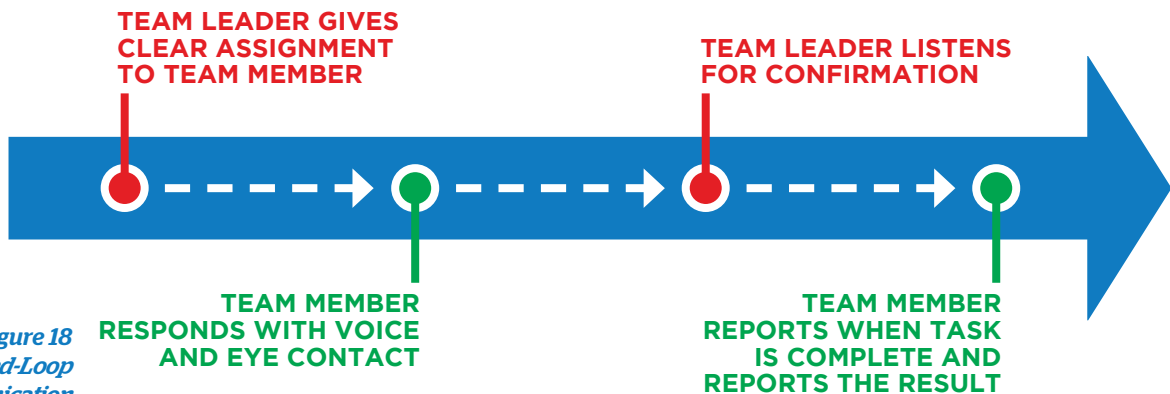 TEAM LEADER GIVES
CLEAR ASSIGNMENT
TO TEAM MEMBER
TEAM MEMBER
RESPONDS WITH VOICE
AND EYE CONTACT
TEAM LEADER LISTENS
FOR CONFIRMATION
TEAM MEMBER
REPORTS WHEN TASK
IS COMPLETE AND
REPORTS THE RESULT
18